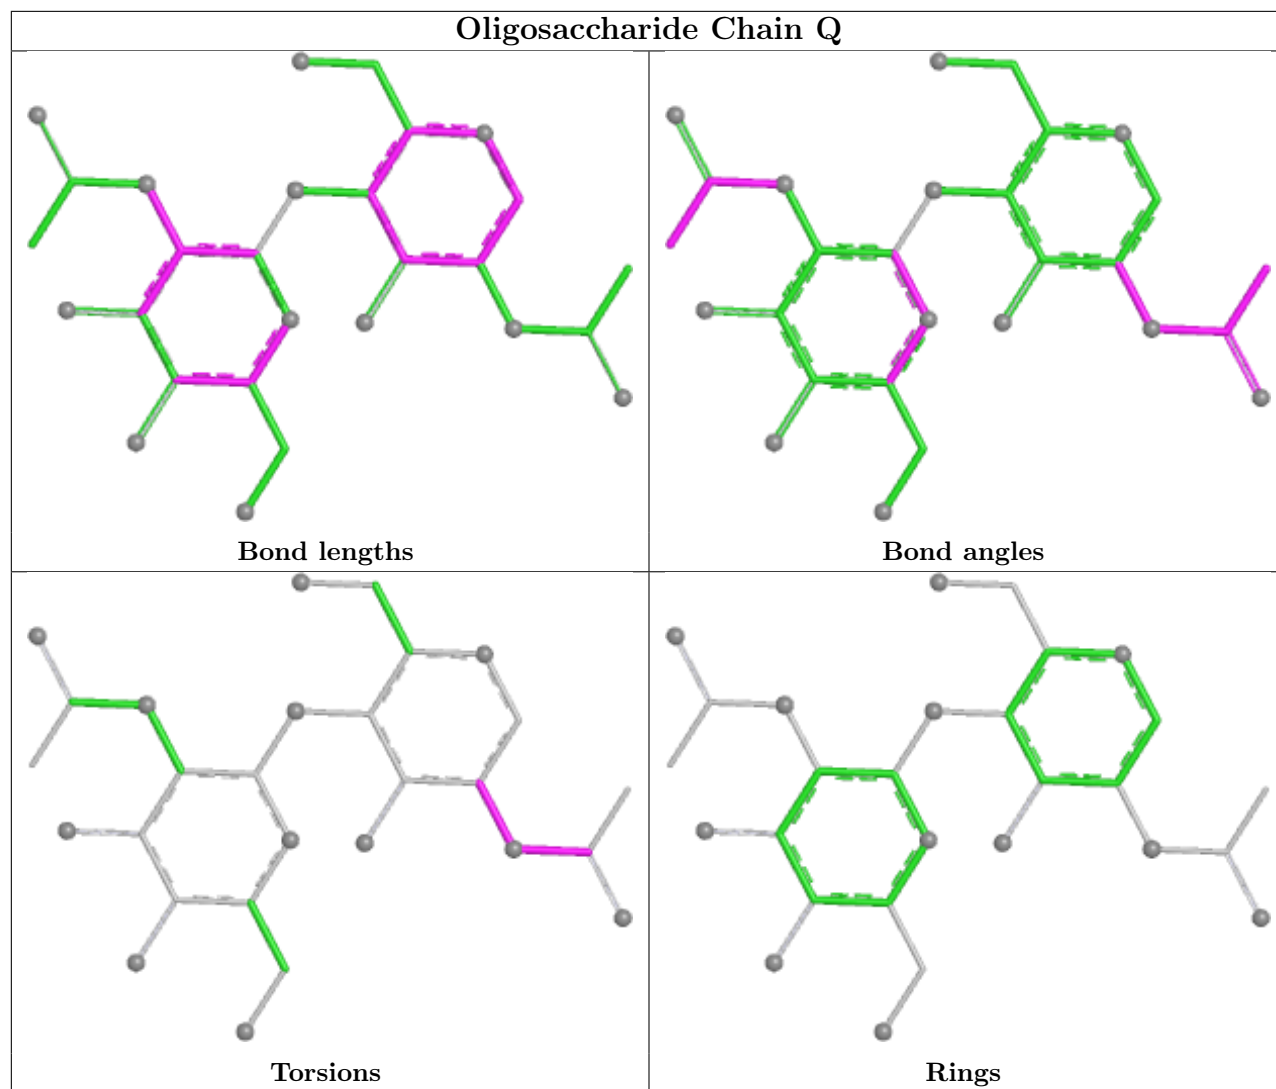 Oligosaccharide Chain Q
Bond lengths
Bond angles
Torsions
Rings